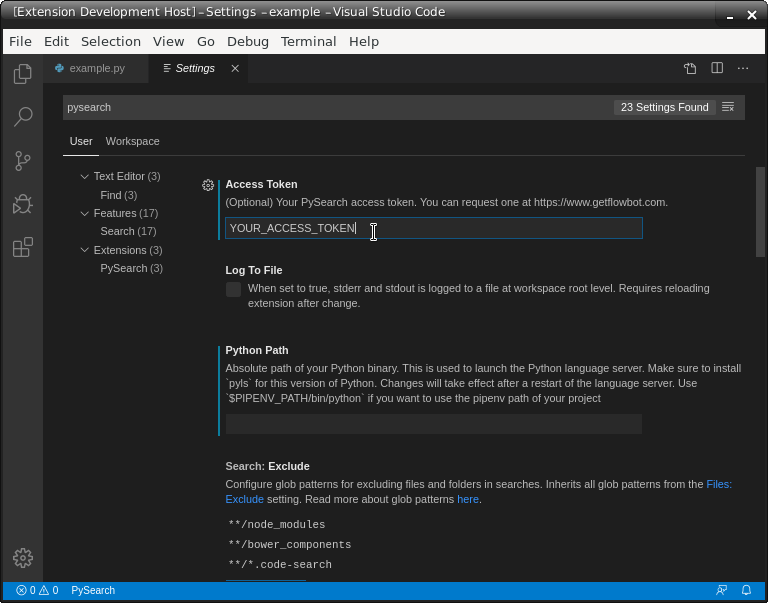 [Extension Development Host] – Settings – example – Visual Studio Code
File Edit Selection View Go Debug Terminal Help
example.py Settings
pysearch 23 Settings Found
User Workspace
Text Editor (3)
Find (3)
Features (17)
Search (17)
Extensions (3)
PySearch (3)
Access Token
(Optional) Your PySearch access token. You can request one at https://www.getflowbot.com.
YOUR_ACCESS_TOKEN
Log To File
When set to true, stderr and stdout is logged to a file at workspace root level. Requires reloading
extension after change.
Python Path
Absolute path of your Python binary. This is used to launch the Python language server. Make sure to install
`pyls` for this version of Python. Changes will take effect after a restart of the language server. Use
`$PIPENV_PATH/bin/python` if you want to use the pipenv path of your project
Search: Exclude
Configure glob patterns for excluding files and folders in searches. Inherits all glob patterns from the Files:
Exclude setting. Read more about glob patterns here.
**/node_modules
**/bower_components
**/*.code-search
0 0 PySearch